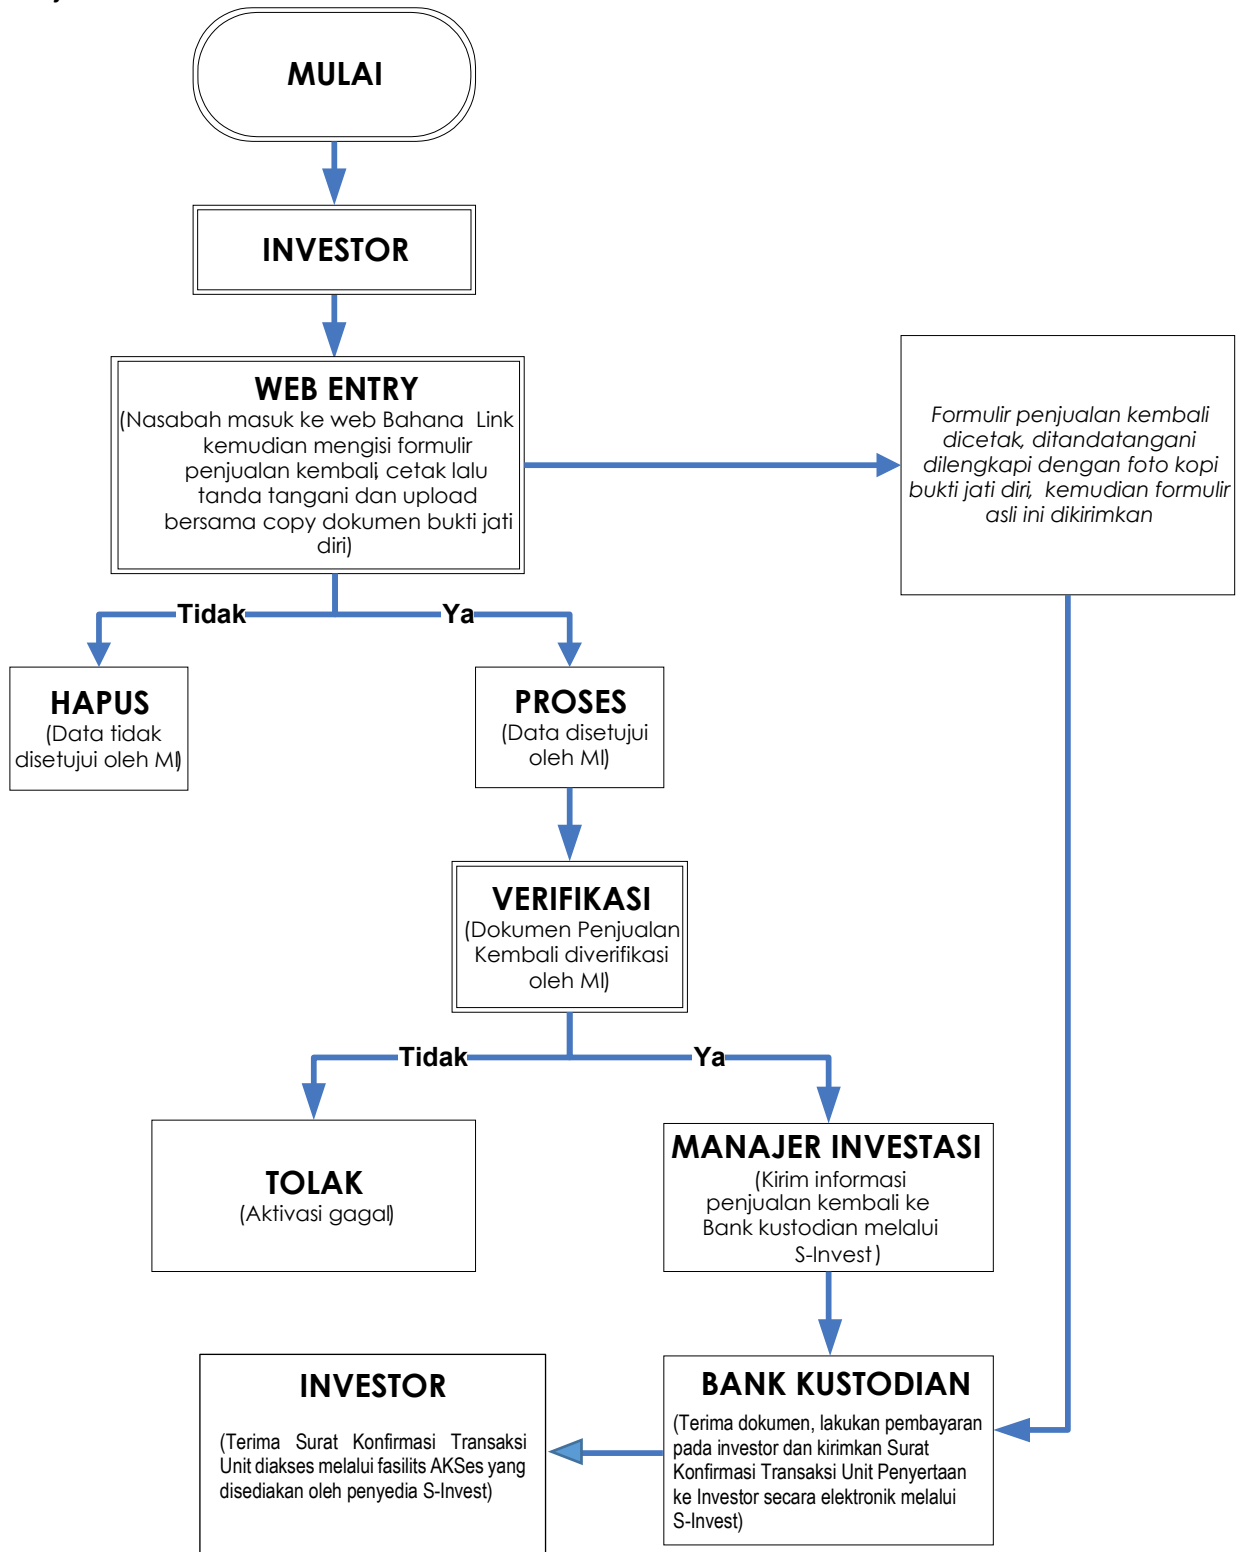 MULAI
INVESTOR
WEB ENTRY
(Nasabah masuk ke web Bahana Link
kemudian mengisi formulir
penjualan kembali, cetak lalu
tanda tangani dan upload
bersama copy dokumen bukti jati
diri)
Formulir penjualan kembali
dicetak, ditandatangani
dilengkapi dengan foto kopi
bukti jati diri, kemudian formulir
asli ini dikirimkan
Tidak
Ya
HAPUS
(Data tidak
disetujui oleh MI)
PROSES
(Data disetujui
oleh MI)
VERIFIKASI
(Dokumen Penjualan
Kembali diverifikasi
oleh MI)
Tidak
Ya
TOLAK
(Aktivasi gagal)
MANAJER INVESTASI
(Kirim informasi
penjualan kembali ke
Bank kustodian melalui
S-Invest)
INVESTOR
(Terima Surat Konfirmasi Transaksi
Unit diakses melalui fasilits AKSes yang
disediakan oleh penyedia S-Invest)
BANK KUSTODIAN
(Terima dokumen, lakukan pembayaran
pada investor dan kirimkan Surat
Konfirmasi Transaksi Unit Penyertaan
ke Investor secara elektronik melalui
S-Invest)